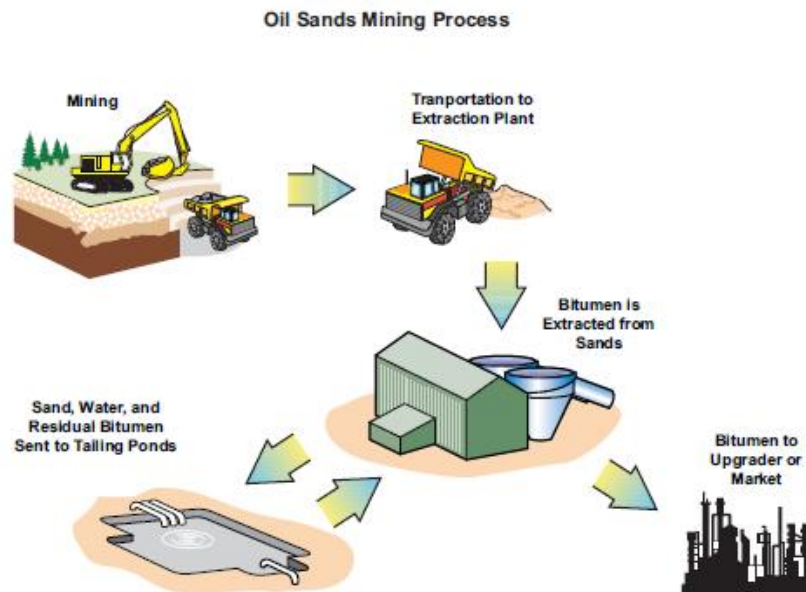 Oil Sands Mining Process
Mining
Tranportation to
Extraction Plant
Bitumen is
Extracted from
Sands
Sand, Water, and
Residual Bitumen
Sent to Tailing Ponds
Bitumen to
Upgrader or
Market